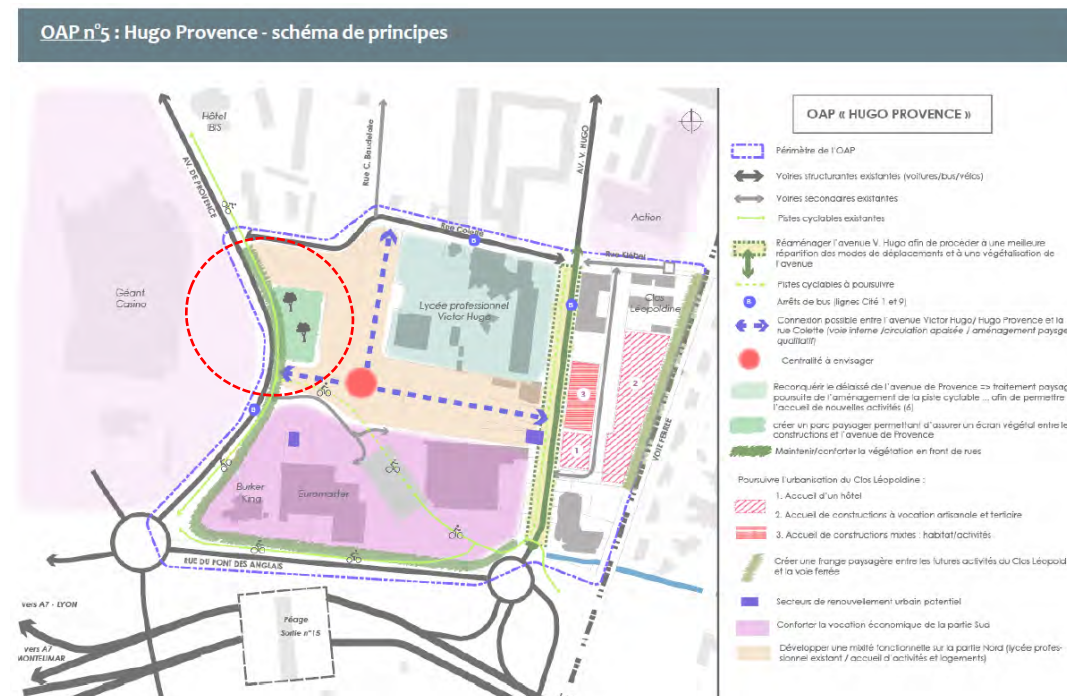 OAP n°5 : Hugo Provence - schéma de principes
Hôtel
IBIS
AV. DE PROVENCE
Rue C. Baudelaire
AV. V. HUGO
Action
Rue Colette
B
Rue Kléber
Géant
Casino
Lycée professionnel
Victor Hugo
Clos
Léopoldine
B
3
2
1
B
VOIE FERREE
Burker
King
Euromaster
RUE DU PONT DES ANGLAIS
vers A7 - LYON
vers A7
MONTELIMAR
Péage
Sortie n°15
OAP « HUGO PROVENCE »
Périmètre de l'OAP
Voiries structurantes existantes (voitures/bus/vélos)
Voiries secondaires existantes
Pistes cyclables existantes
Réaménager l'avenue V. Hugo afin de procéder à une meilleure
répartition des modes de déplacements et à une végétalisation de
l'avenue
Pistes cyclables à poursuivre
B
Arrêts de bus (lignes Cité 1 et 9)
Connexion possible entre l'avenue Victor Hugo/ Hugo Provence et la
rue Colette (voie interne /circulation apaisée / aménagement paysage
qualitatif)
Centralité à envisager
Reconquérir le délaissé de l'avenue de Provence => traitement paysag
poursuite de l'aménagement de la piste cyclable ... afin de permettre
l'accueil de nouvelles activités (6)
créer un parc paysager permettant d'assurer un écran végétal entre le
constructions et l'avenue de Provence
Maintenir/conforter la végétation en front de rues
Poursuivre l'urbanisation du Clos Léopoldine :
1. Accueil d'un hôtel
2. Accueil de constructions à vocation artisanale et tertiaire
3. Accueil de constructions mixtes : habitat/activités
Créer une frange paysagère entre les futures activités du Clos Léopold
et la voie ferrée
Secteurs de renouvellement urbain potentiel
Conforter la vocation économique de la partie Sud
Développer une mixité fonctionnelle sur la partie Nord (lycée profes-
sionnel existant / accueil d'activités et logements)